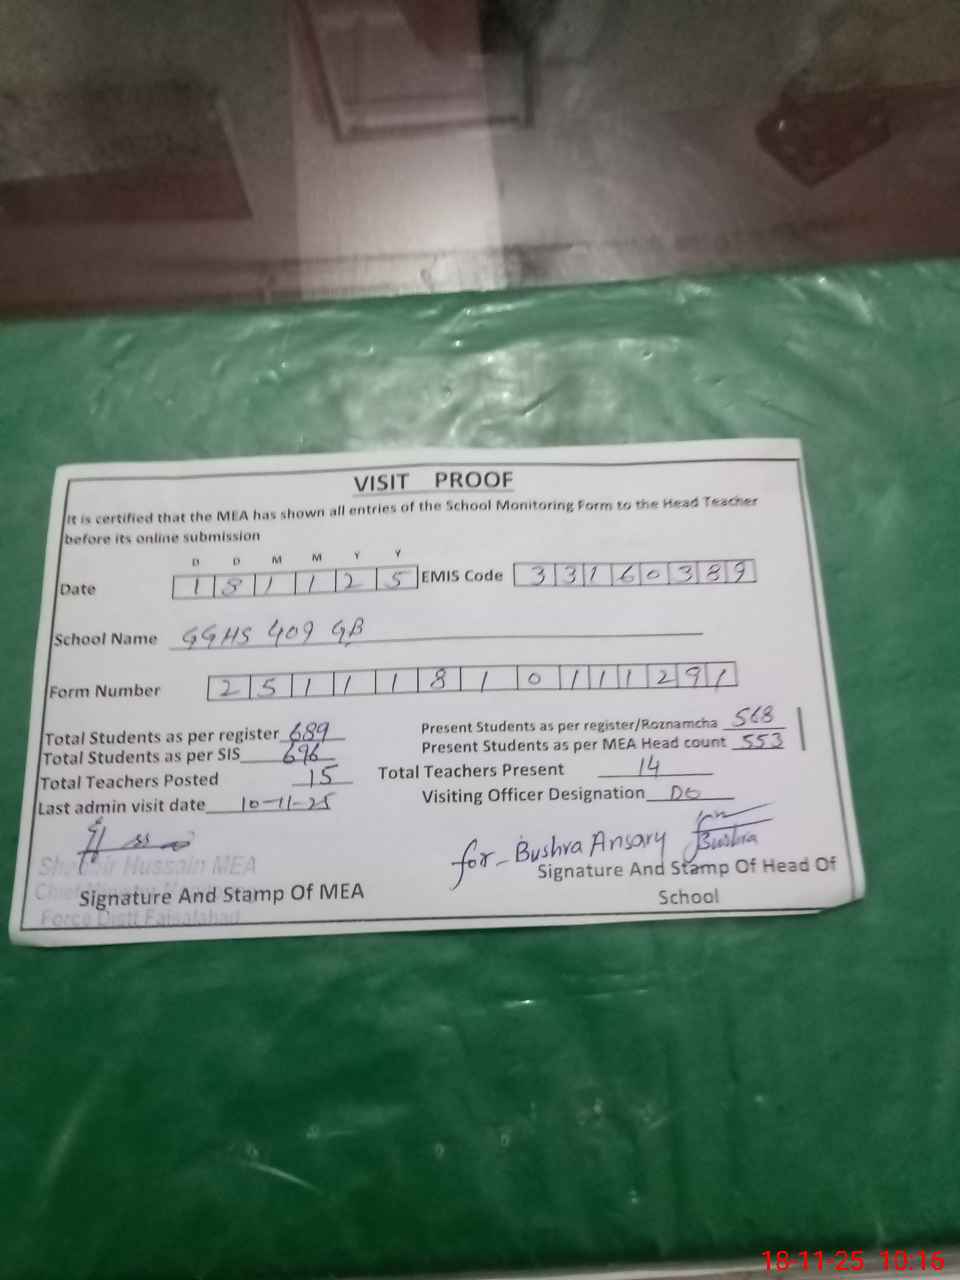 VISIT PROOF
It is certified that the MEA has shown all entries of the School Monitoring Form to the Head Teacher
before its online submission
D D M M Y Y
Date 1 8 1 1 2 5 EMIS Code 3 3 1 6 0 3 8 9
School Name GGHS 409 GB
Form Number 2 5 1 1 1 8 1 0 1 1 1 2 9 1
Total Students as per register 689 Present Students as per register/Roznamcha 568
Total Students as per SIS 696 Present Students as per MEA Head count 553
Total Teachers Posted 15 Total Teachers Present 14
Last admin visit date 10-11-25 Visiting Officer Designation DO
for - Bushra Ansary Bushra
Hussain MEA
Signature And Stamp Of MEA
Force Distt Faisalabad
Signature And Stamp Of Head Of
School
18-11-25 10:16